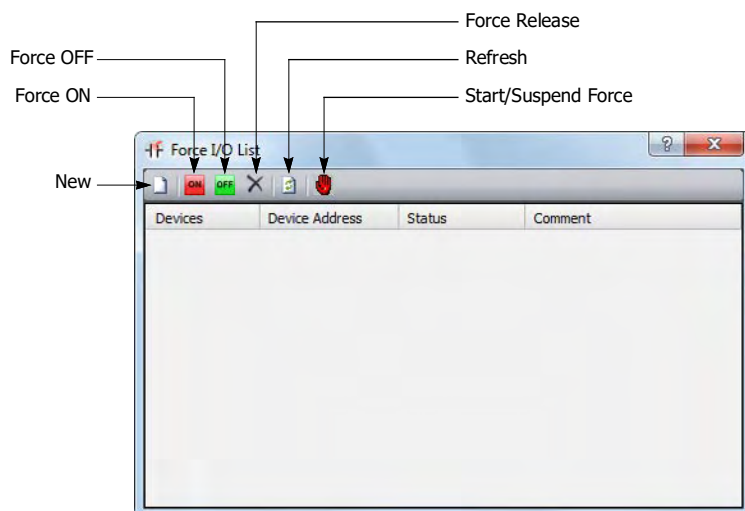 Force Release
Force OFF
Refresh
Force ON
Start/Suspend Force
Force I/O List
?
X
New
ON OFF
Devices Device Address Status Comment